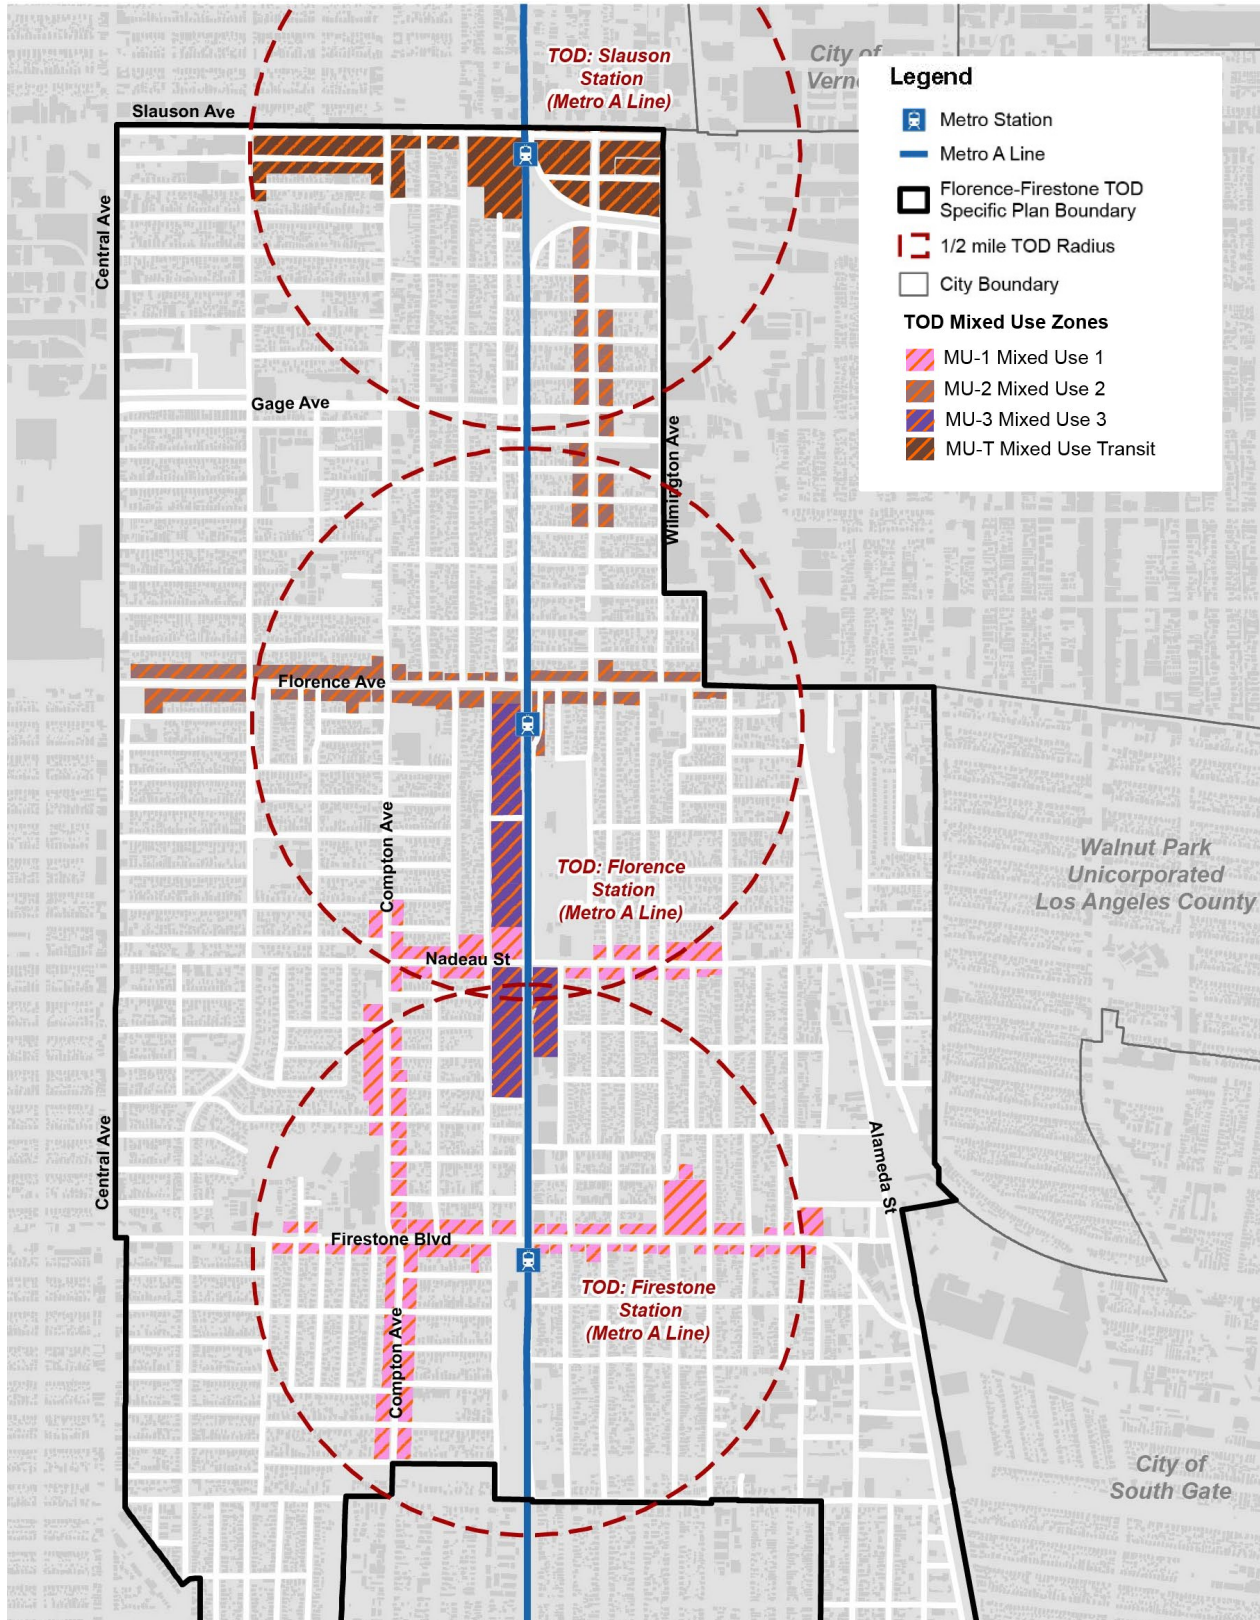 TOD: Slauson
Station
(Metro A Line)
City of
Verno
Slauson Ave
Central Ave
Legend
Metro Station
Metro A Line
Florence-Firestone TOD
Specific Plan Boundary
1/2 mile TOD Radius
City Boundary
TOD Mixed Use Zones
MU-1 Mixed Use 1
MU-2 Mixed Use 2
MU-3 Mixed Use 3
MU-T Mixed Use Transit
Gage Ave
Wilmington Ave
Florence Ave
Compton Ave
TOD: Florence
Station
(Metro A Line)
Walnut Park
Unicorporated
Los Angeles County
Nadeau St
Central Ave
Alameda St
Firestone Blvd
TOD: Firestone
Station
(Metro A Line)
Compton Ave
City of
South Gate